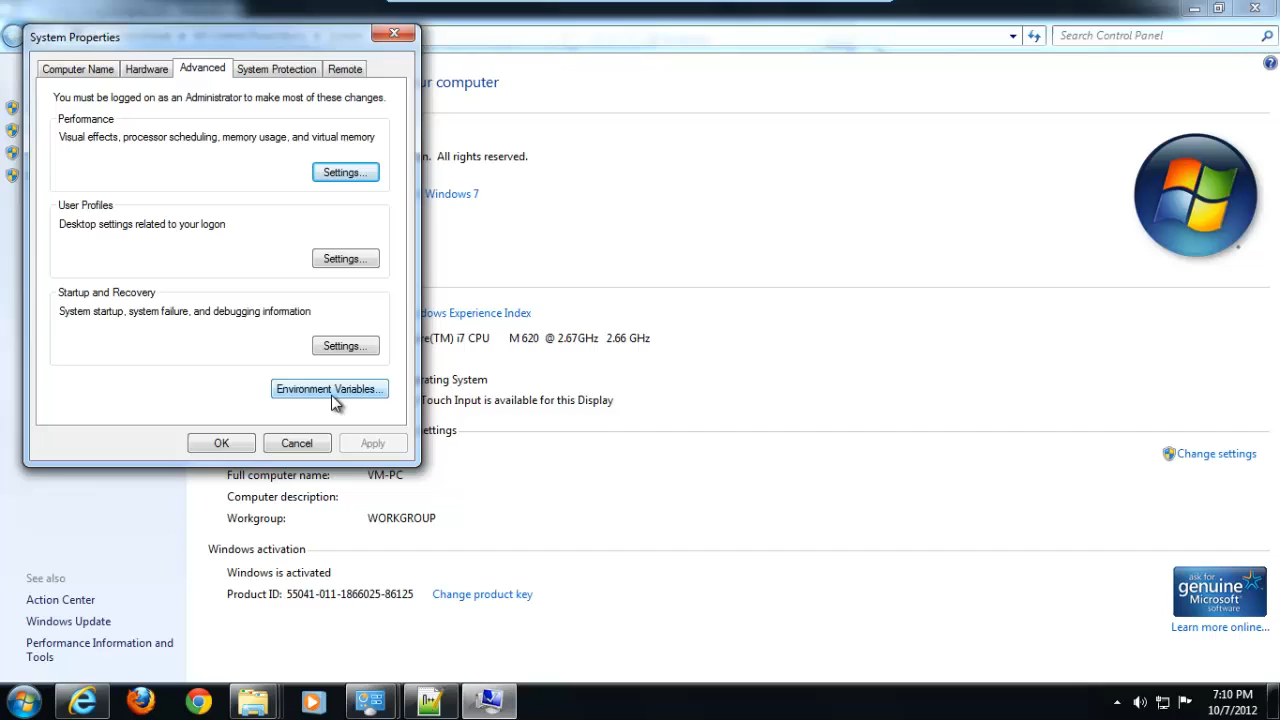 System Properties
Search Control Panel
Computer Name
Hardware
Advanced
System Protection
Remote
ur computer
You must be logged on as an Administrator to make most of these changes.
Performance
Visual effects, processor scheduling, memory usage, and virtual memory
n. All rights reserved.
Settings...
Windows 7
User Profiles
Desktop settings related to your logon
Settings...
Startup and Recovery
System startup, system failure, and debugging information
dows Experience Index
re(TM) i7 CPU M 620 @ 2.67GHz 2.66 GHz
Settings...
rating System
Environment Variables...
Touch Input is available for this Display
ettings
OK
Cancel
Apply
Change settings
Full computer name: VM-PC
Computer description:
Workgroup: WORKGROUP
Windows activation
Windows is activated
Product ID: 55041-011-1866025-86125 Change product key
See also
Action Center
Windows Update
Performance Information and
Tools
ask for
genuine
Microsoft
software
Learn more online...
7:10 PM
10/7/2012